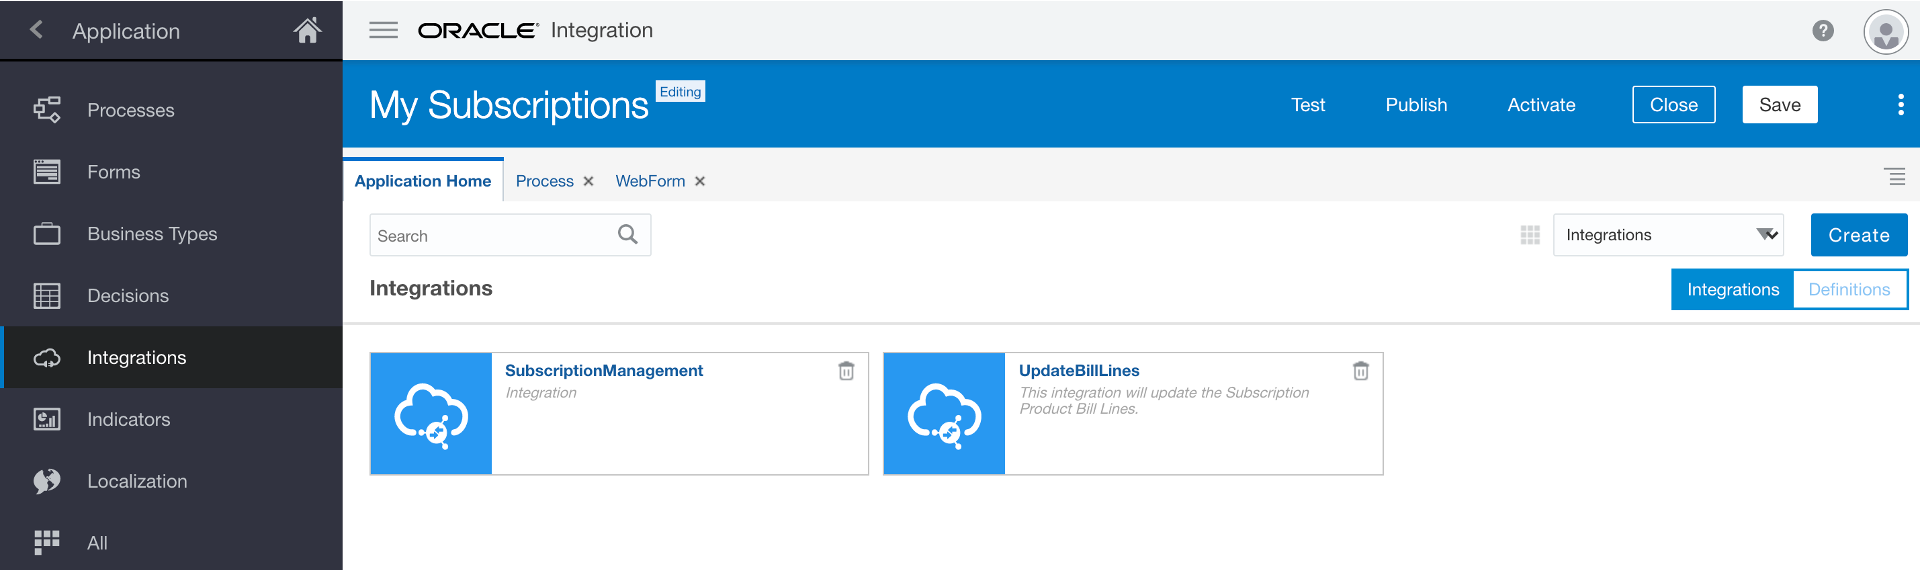 Application
ORACLE Integration
?
Processes
Forms
Business Types
Decisions
Integrations
Indicators
Localization
All
My Subscriptions Editing
Test Publish Activate Close Save
Application Home Process × WebForm ×
Search
Integrations
Create
Integrations
Integrations Definitions
SubscriptionManagement
Integration
UpdateBillLines
This integration will update the Subscription
Product Bill Lines.